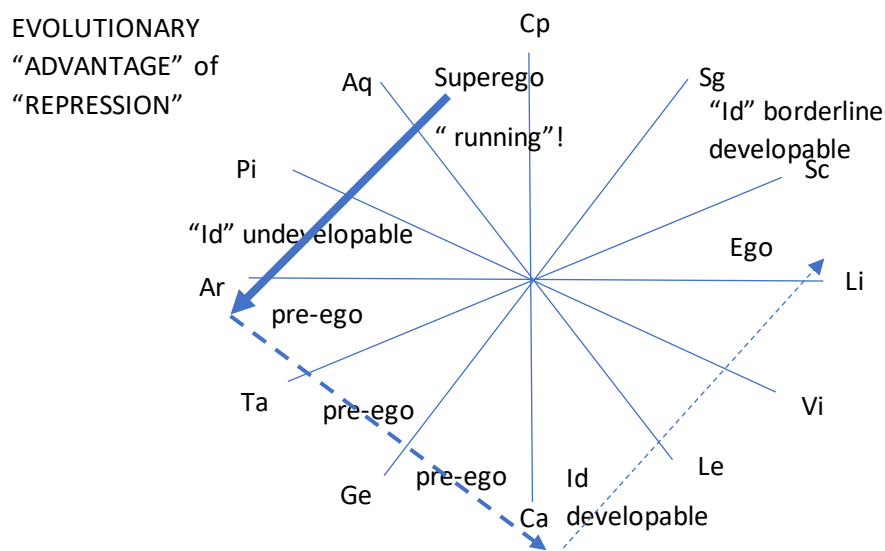 EVOLUTIONARY
“ADVANTAGE” of
“REPRESSION”
Cp
Aq
Superego
Sg
“ running”!
“Id” borderline
developable
Sc
Pi
“Id” undevelopable
Ego
Ar
Li
pre-ego
Ta
pre-ego
Vi
pre-ego
Le
Ge
Id
Ca
developable